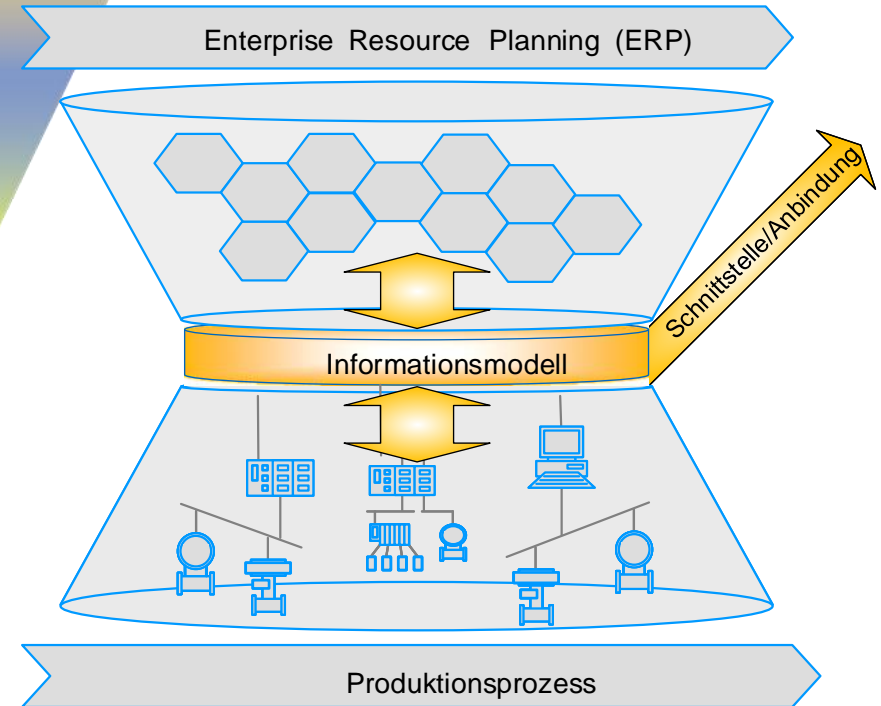 Enterprise Resource Planning (ERP)
Schnittstelle/Anbindung
Informationsmodell
Produktionsprozess